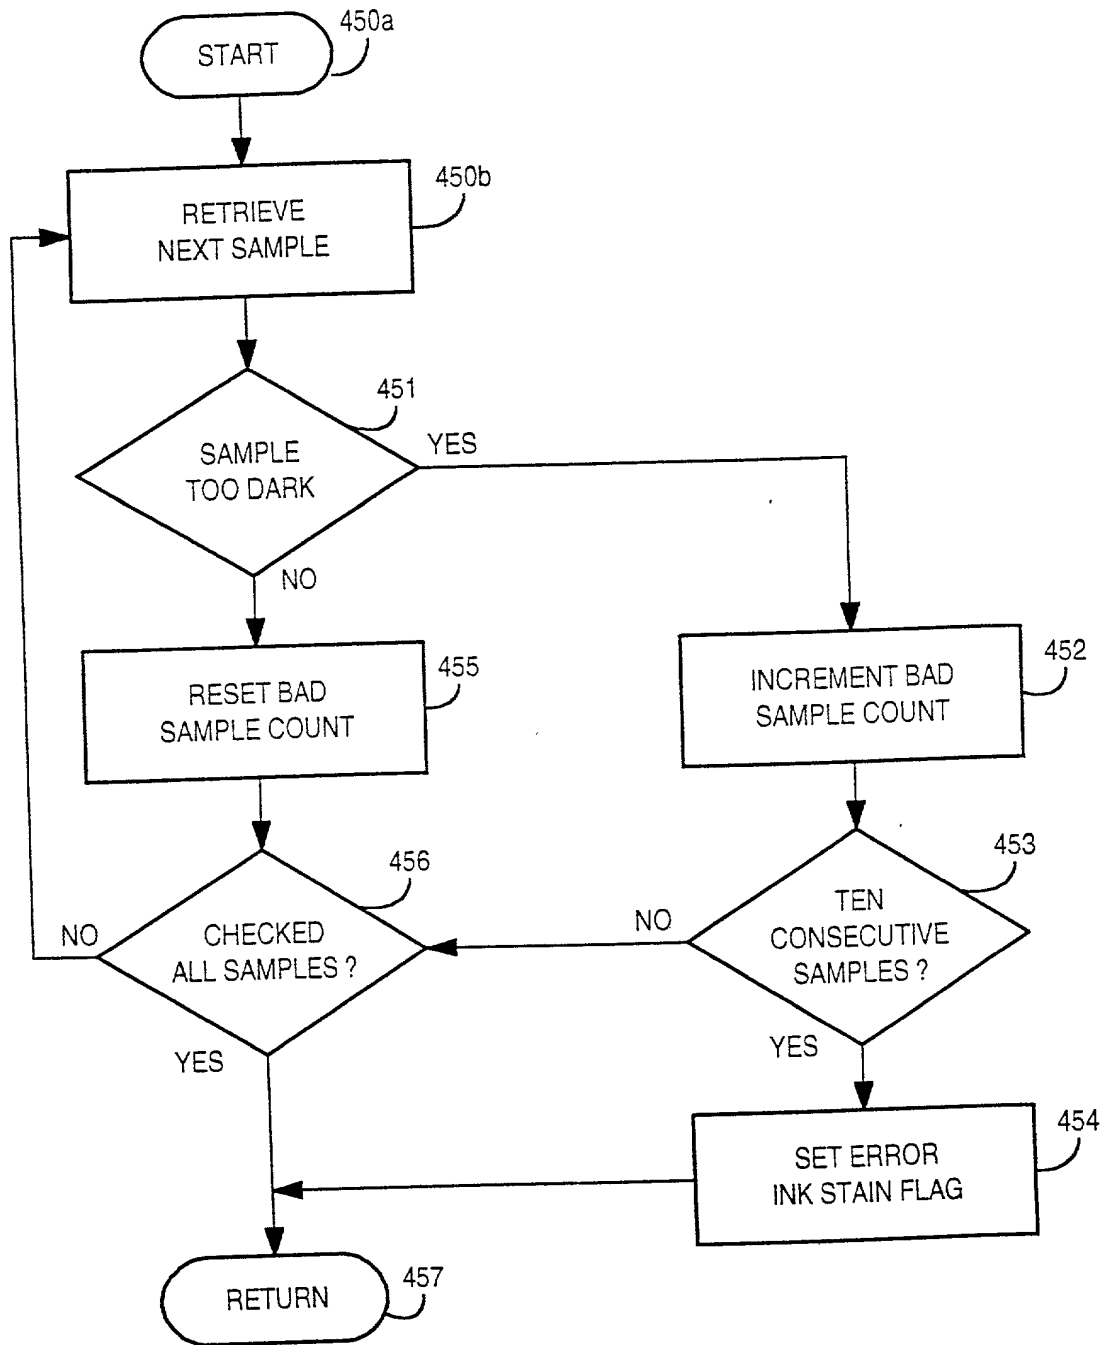 450a
START
450b
RETRIEVE
NEXT SAMPLE
451
SAMPLE
TOO DARK
YES
NO
455
RESET BAD
SAMPLE COUNT
452
INCREMENT BAD
SAMPLE COUNT
456
CHECKED
ALL SAMPLES ?
NO
YES
453
TEN
CONSECUTIVE
SAMPLES ?
NO
YES
454
SET ERROR
INK STAIN FLAG
457
RETURN